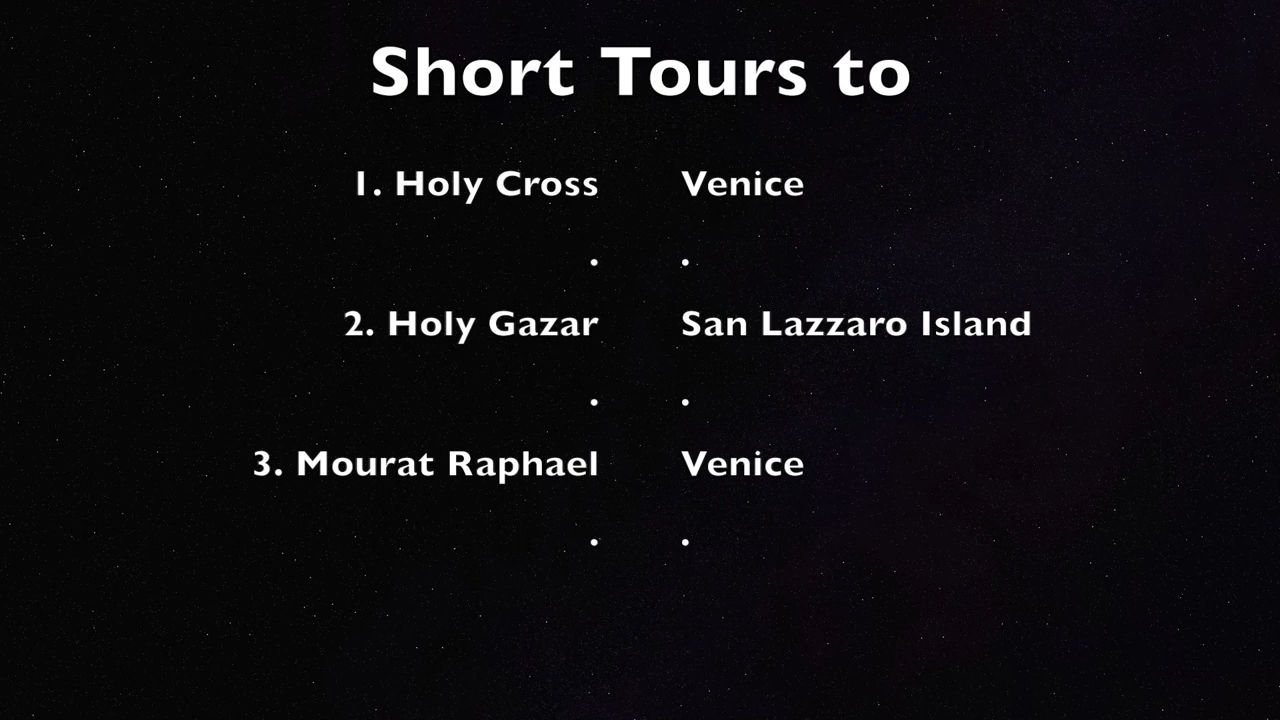 Short Tours to
1. Holy Cross Venice
. .
2. Holy Gazar San Lazzaro Island
. .
3. Mourat Raphael Venice
. .